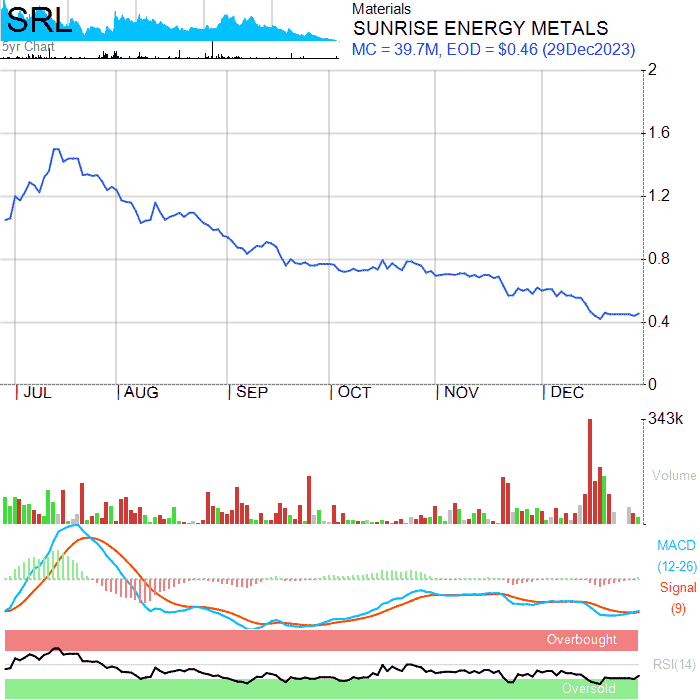 SRL
5yr Chart
Materials
SUNRISE ENERGY METALS
MC = 39.7M, EOD = $0.46 (29Dec2023)
2
1.6
1.2
0.8
0.4
0
JUL AUG SEP OCT NOV DEC
343k
Volume
MACD
(12-26)
Signal
(9)
Overbought
RSI(14)
Oversold